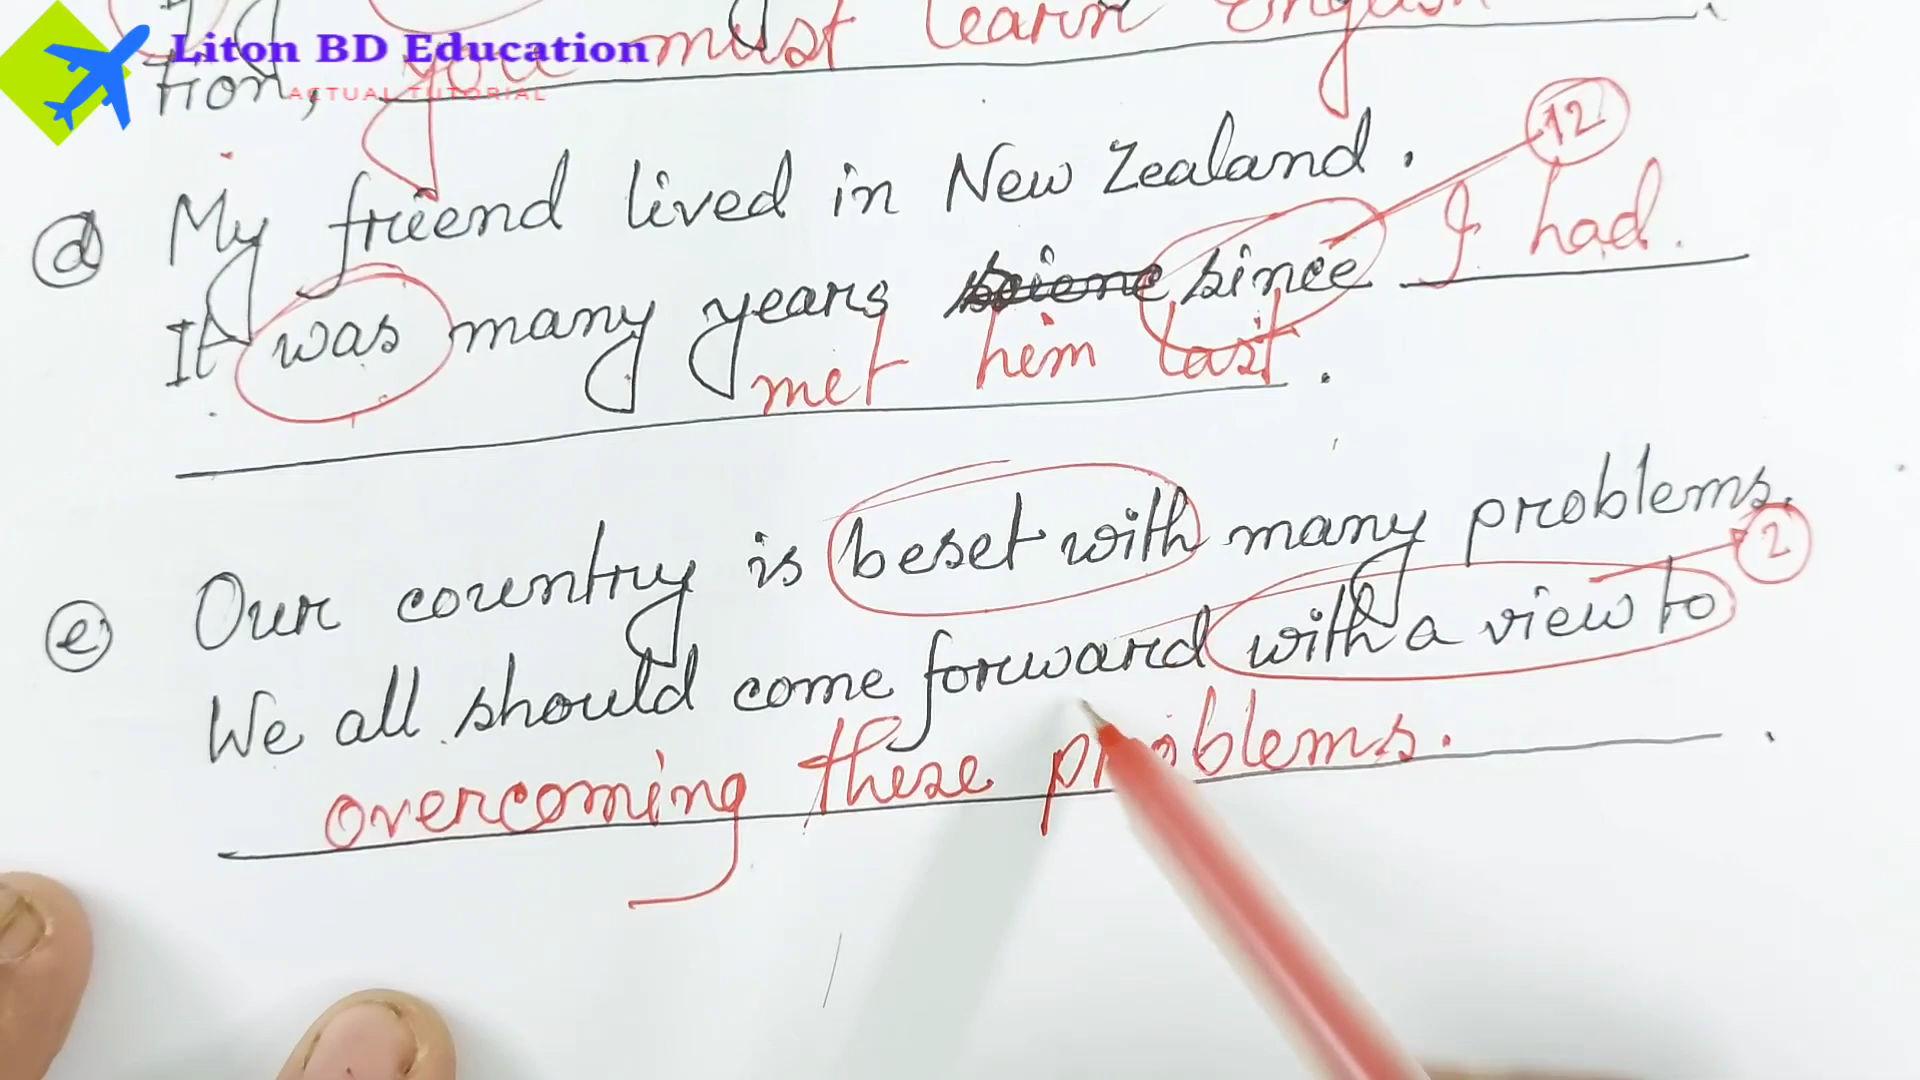 Liton BD Education
ACTUAL TUTORIAL
you must learn English
tion,
12
d My friend lived in New Zealand.
It was many years since I had
met him last.
e Our country is beset with many problems.
2
We all should come forward with a view to
overcoming these problems.